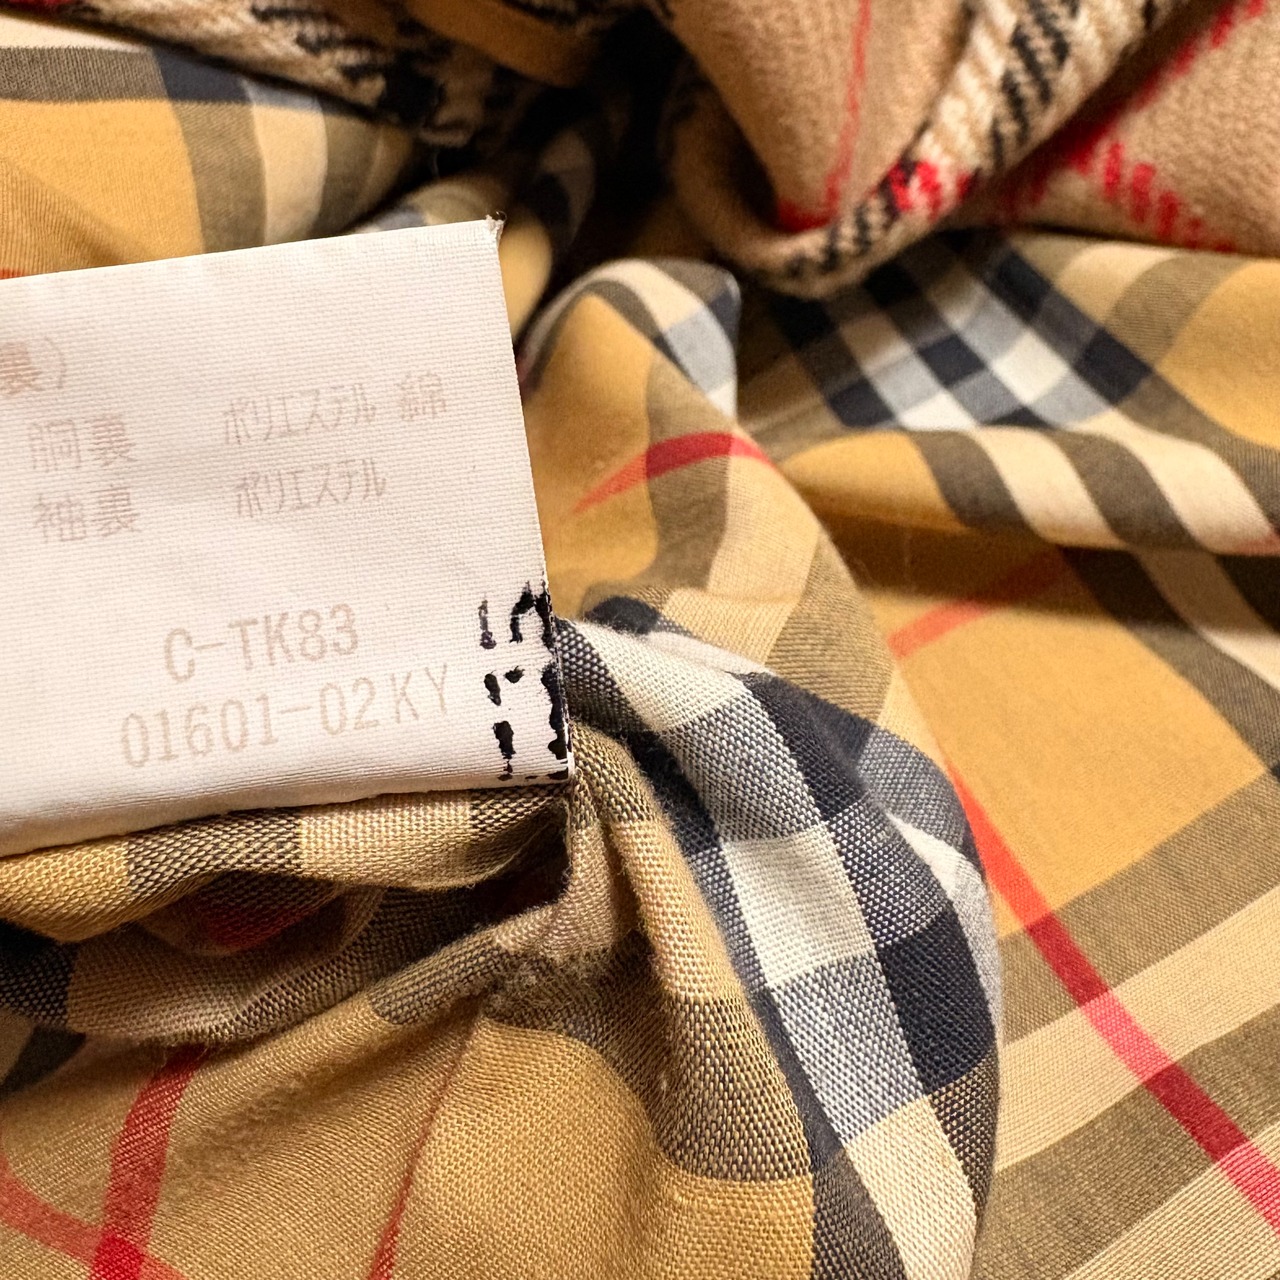 裏)
胴裏 ポリエステル 綿
袖裏 ポリエステル
C-TK83
01601-02KY